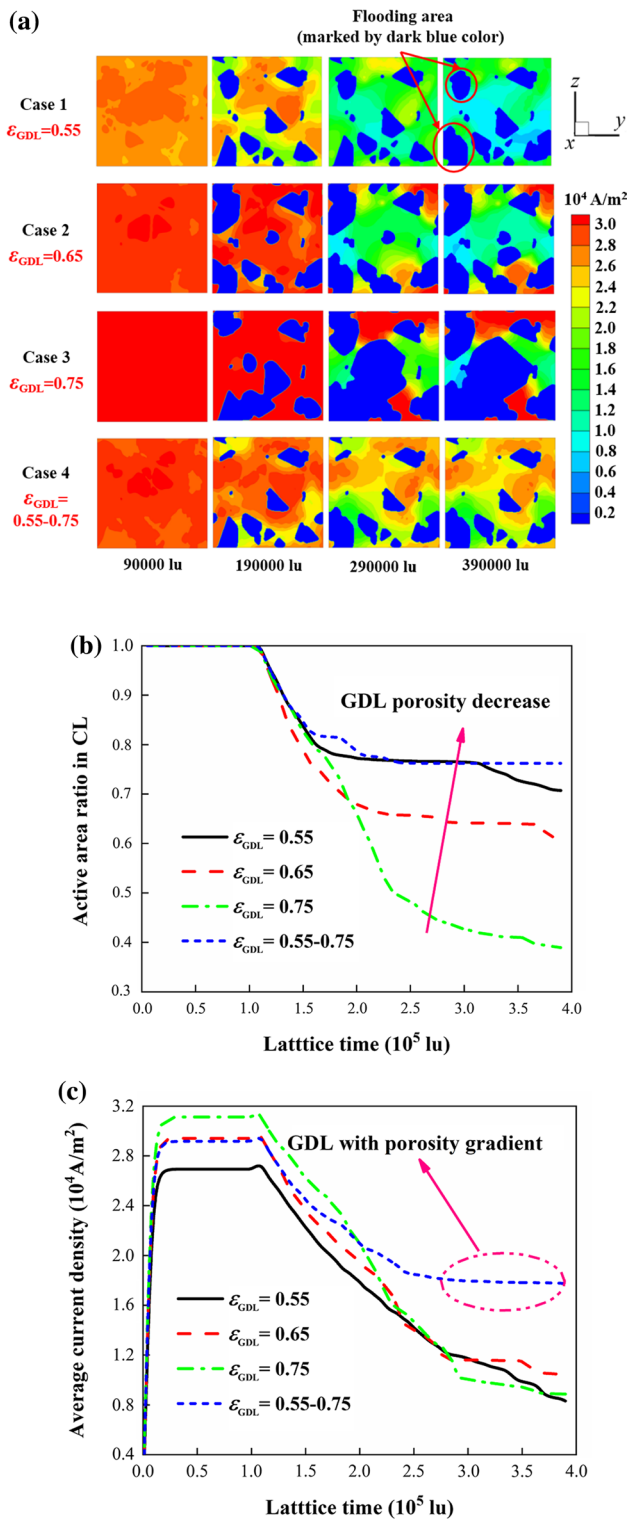 (a)
Flooding area
(marked by dark blue color)
Case 1
εGDL=0.55
z
y
x
Case 2
εGDL=0.65
10⁴ A/m²
3.0
2.8
2.6
2.4
2.2
2.0
1.8
1.6
1.4
1.2
1.0
0.8
0.6
0.4
0.2
Case 3
εGDL=0.75
Case 4
εGDL=
0.55-0.75
90000 lu
190000 lu
290000 lu
390000 lu
(b)
Active area ratio in CL
1.0
0.9
0.8
0.7
0.6
0.5
0.4
0.3
GDL porosity decrease
εGDL= 0.55
εGDL= 0.65
εGDL= 0.75
εGDL= 0.55-0.75
0.0 0.5 1.0 1.5 2.0 2.5 3.0 3.5 4.0
Latttice time (10⁵ lu)
(c)
Average current density (10⁴A/m²)
3.2
2.8
2.4
2.0
1.6
1.2
0.8
0.4
GDL with porosity gradient
εGDL= 0.55
εGDL= 0.65
εGDL= 0.75
εGDL= 0.55-0.75
0.0 0.5 1.0 1.5 2.0 2.5 3.0 3.5 4.0
Latttice time (10⁵ lu)